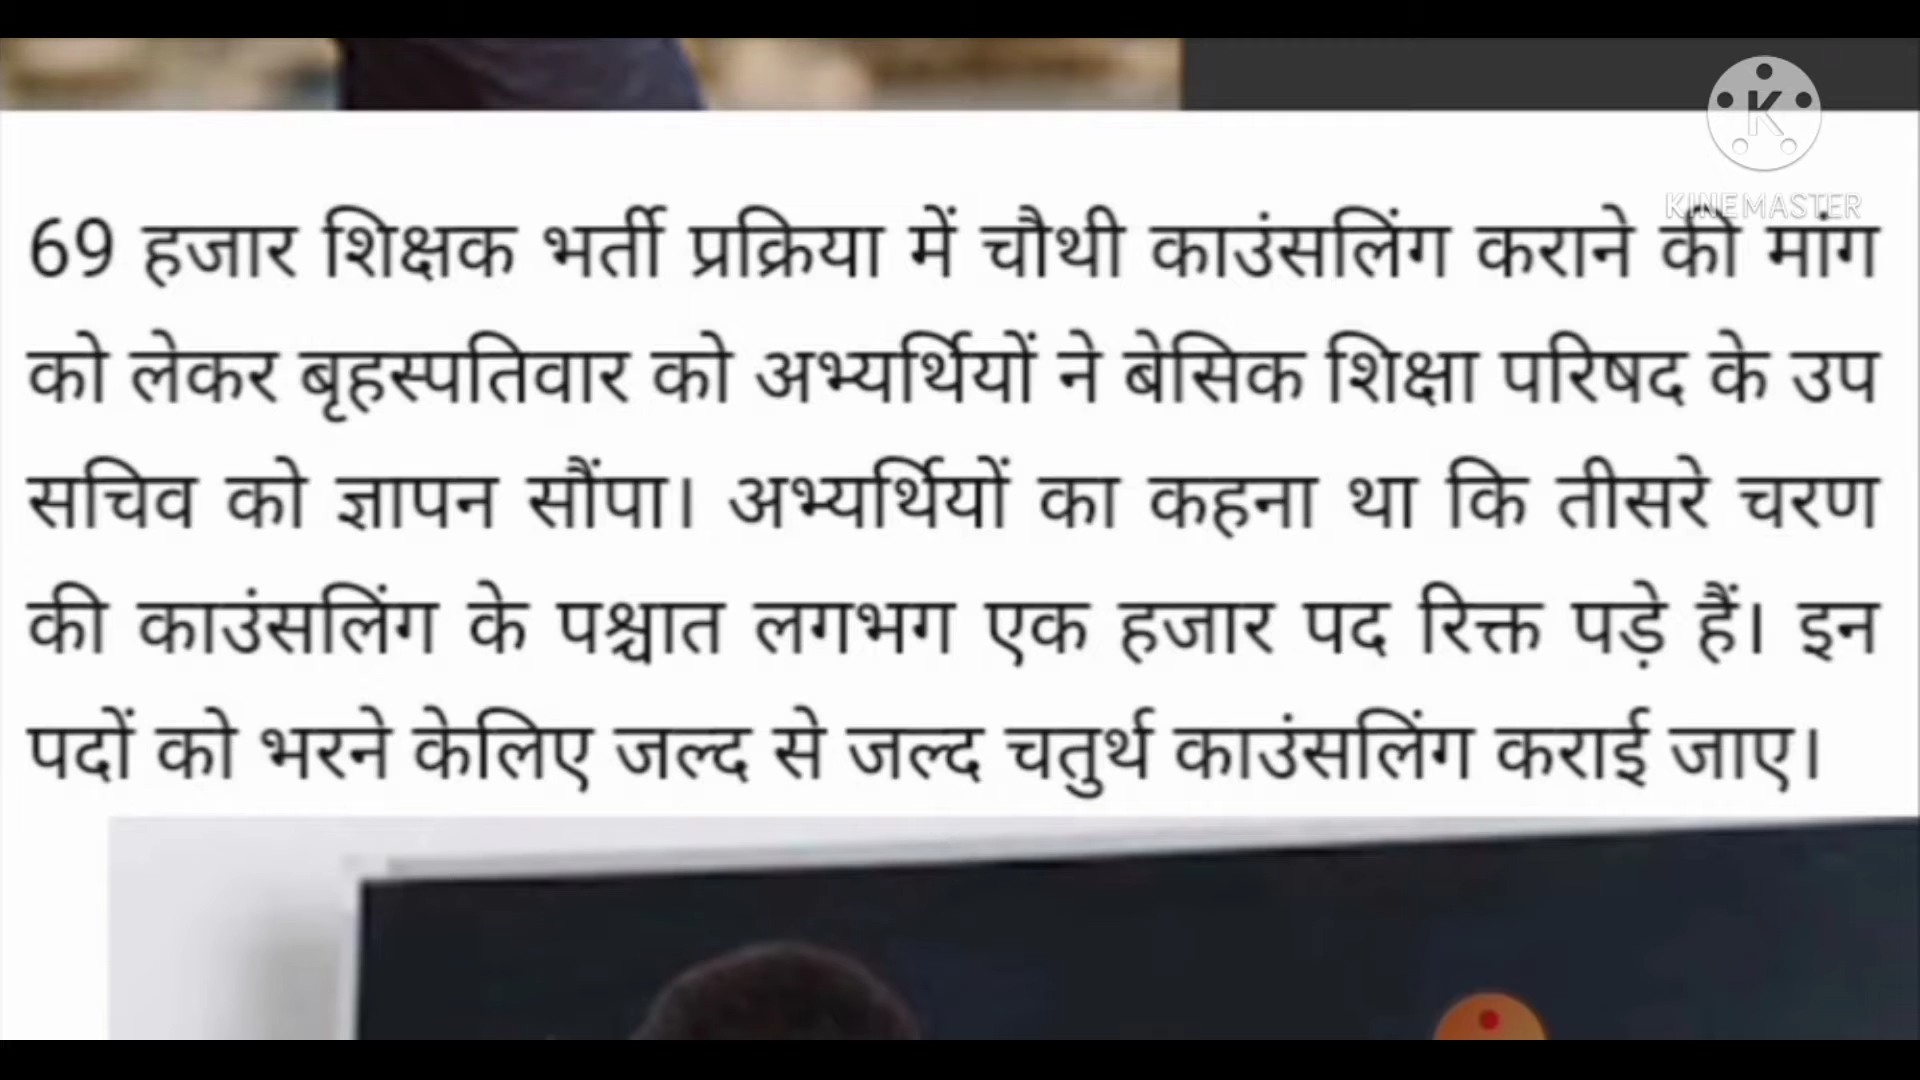 KINEMASTER
69 हजार शिक्षक भर्ती प्रक्रिया में चौथी काउंसलिंग कराने की मांग
को लेकर बृहस्पतिवार को अभ्यर्थियों ने बेसिक शिक्षा परिषद के उप
सचिव को ज्ञापन सौंपा। अभ्यर्थियों का कहना था कि तीसरे चरण
की काउंसलिंग के पश्चात लगभग एक हजार पद रिक्त पड़े हैं। इन
पदों को भरने केलिए जल्द से जल्द चतुर्थ काउंसलिंग कराई जाए।